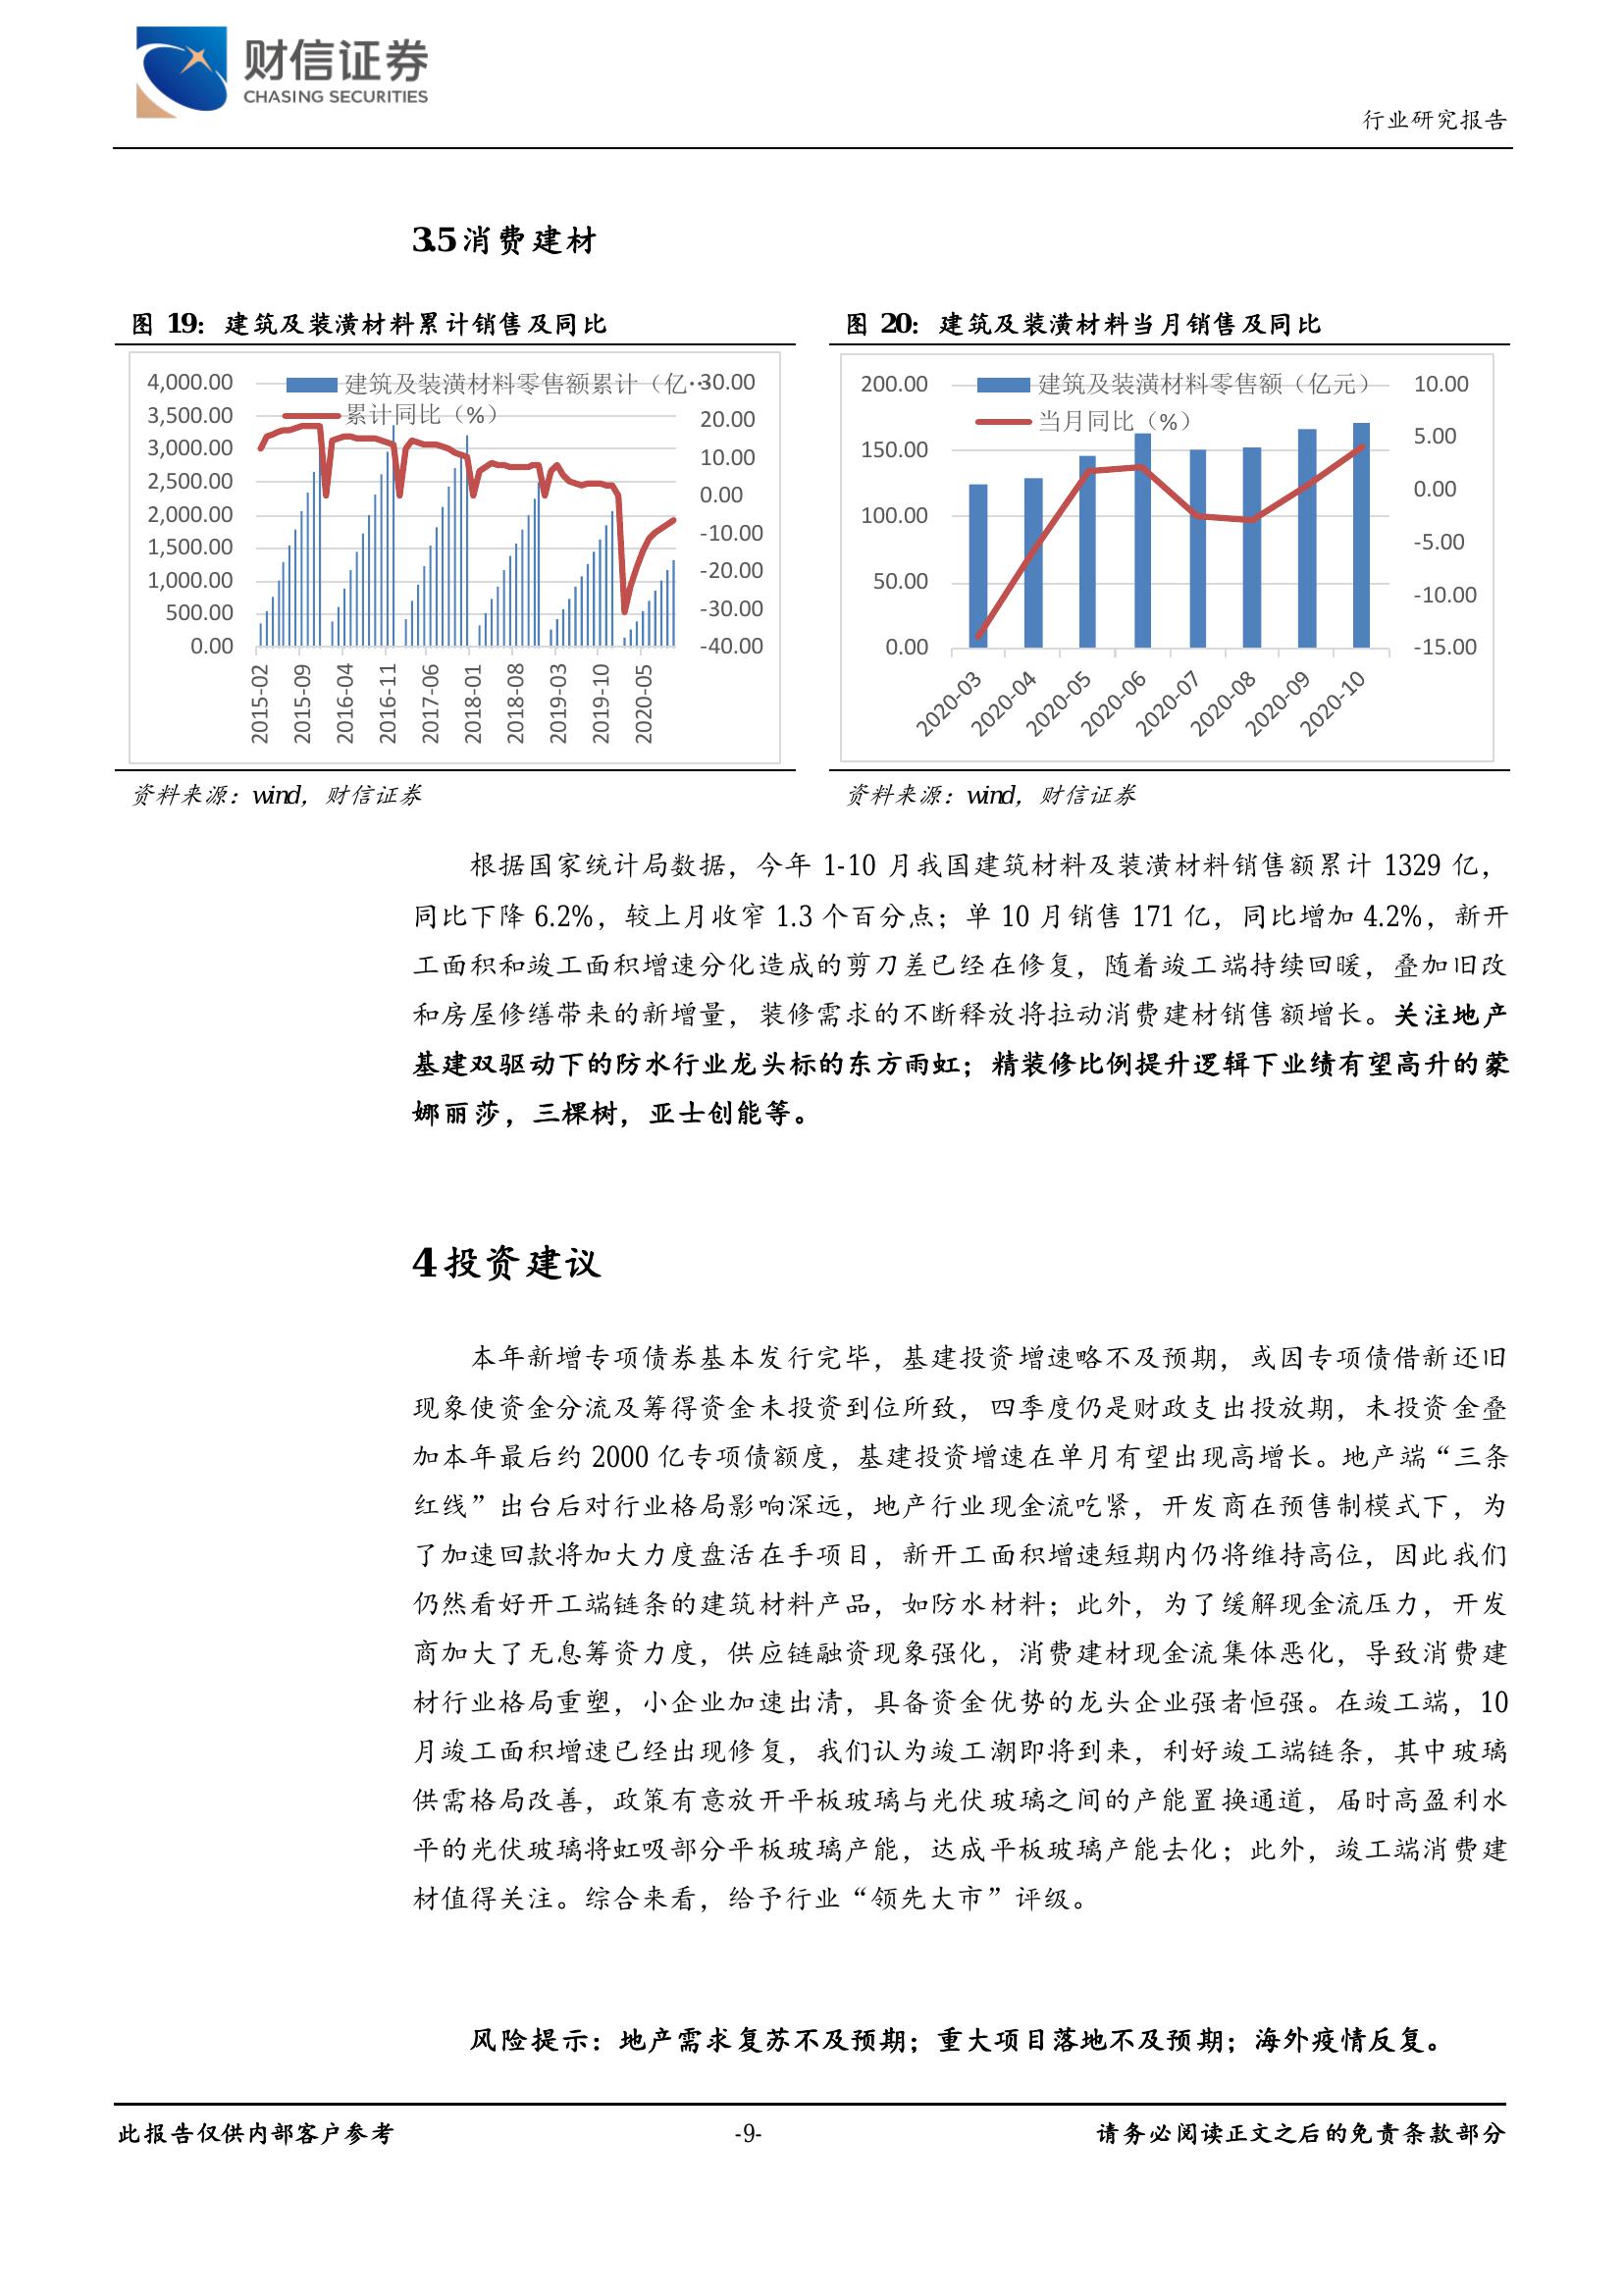 财信证券
CHASING SECURITIES
行业研究报告
3.5 消费建材
图 19：建筑及装潢材料累计销售及同比
4,000.00
3,500.00
3,000.00
2,500.00
2,000.00
1,500.00
1,000.00
500.00
0.00
建筑及装潢材料零售额累计（亿…
累计同比（%）
30.00
20.00
10.00
0.00
-10.00
-20.00
-30.00
-40.00
2015-02
2015-09
2016-04
2016-11
2017-06
2018-01
2018-08
2019-03
2019-10
2020-05
资料来源：wind，财信证券
图 20：建筑及装潢材料当月销售及同比
200.00
150.00
100.00
50.00
0.00
建筑及装潢材料零售额（亿元）
当月同比（%）
10.00
5.00
0.00
-5.00
-10.00
-15.00
2020-03
2020-04
2020-05
2020-06
2020-07
2020-08
2020-09
2020-10
资料来源：wind，财信证券
根据国家统计局数据，今年 1-10 月我国建筑材料及装潢材料销售额累计 1329 亿，
同比下降 6.2%，较上月收窄 1.3 个百分点；单 10 月销售 171 亿，同比增加 4.2%，新开
工面积和竣工面积增速分化造成的剪刀差已经在修复，随着竣工端持续回暖，叠加旧改
和房屋修缮带来的新增量，装修需求的不断释放将拉动消费建材销售额增长。关注地产
基建双驱动下的防水行业龙头标的东方雨虹；精装修比例提升逻辑下业绩有望高升的蒙
娜丽莎，三棵树，亚士创能等。
4 投资建议
本年新增专项债券基本发行完毕，基建投资增速略不及预期，或因专项债借新还旧
现象使资金分流及筹得资金未投资到位所致，四季度仍是财政支出投放期，未投资金叠
加本年最后约 2000 亿专项债额度，基建投资增速在单月有望出现高增长。地产端“三条
红线”出台后对行业格局影响深远，地产行业现金流吃紧，开发商在预售制模式下，为
了加速回款将加大力度盘活在手项目，新开工面积增速短期内仍将维持高位，因此我们
仍然看好开工端链条的建筑材料产品，如防水材料；此外，为了缓解现金流压力，开发
商加大了无息筹资力度，供应链融资现象强化，消费建材现金流集体恶化，导致消费建
材行业格局重塑，小企业加速出清，具备资金优势的龙头企业强者恒强。在竣工端，10
月竣工面积增速已经出现修复，我们认为竣工潮即将到来，利好竣工端链条，其中玻璃
供需格局改善，政策有意放开平板玻璃与光伏玻璃之间的产能置换通道，届时高盈利水
平的光伏玻璃将虹吸部分平板玻璃产能，达成平板玻璃产能去化；此外，竣工端消费建
材值得关注。综合来看，给予行业“领先大市”评级。
风险提示：地产需求复苏不及预期；重大项目落地不及预期；海外疫情反复。
此报告仅供内部客户参考
-9-
请务必阅读正文之后的免责条款部分